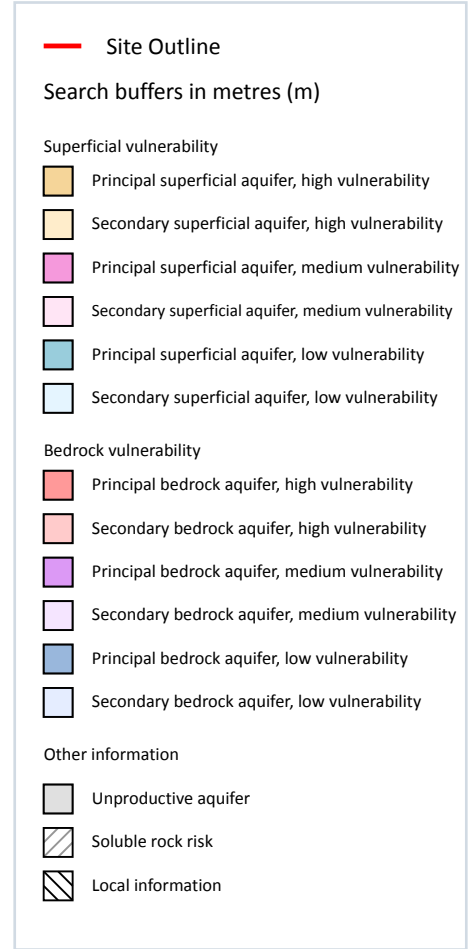 Site Outline
Search buffers in metres (m)
Superficial vulnerability
Principal superficial aquifer, high vulnerability
Secondary superficial aquifer, high vulnerability
Principal superficial aquifer, medium vulnerability
Secondary superficial aquifer, medium vulnerability
Principal superficial aquifer, low vulnerability
Secondary superficial aquifer, low vulnerability
Bedrock vulnerability
Principal bedrock aquifer, high vulnerability
Secondary bedrock aquifer, high vulnerability
Principal bedrock aquifer, medium vulnerability
Secondary bedrock aquifer, medium vulnerability
Principal bedrock aquifer, low vulnerability
Secondary bedrock aquifer, low vulnerability
Other information
Unproductive aquifer
Soluble rock risk
Local information